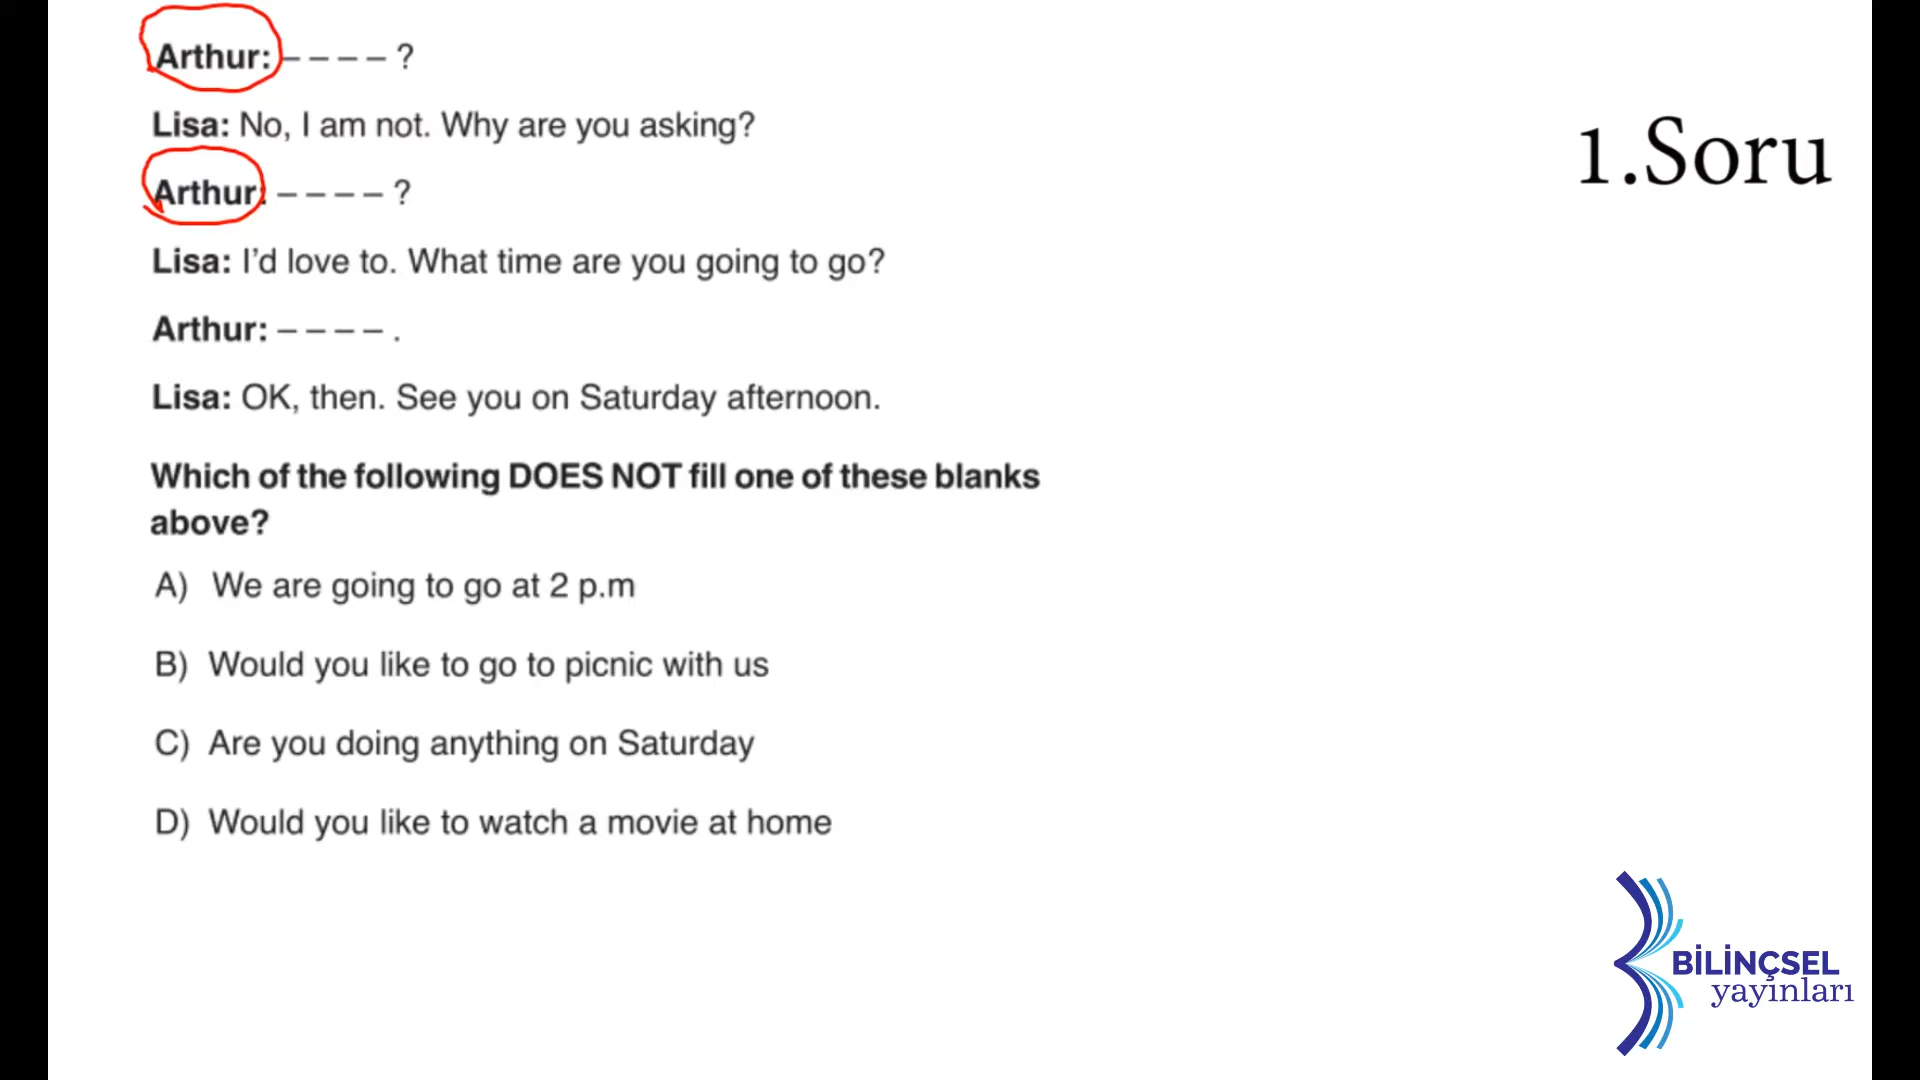 Arthur: – – – – ?
1.Soru
Lisa: No, I am not. Why are you asking?
Arthur: – – – – ?
Lisa: I’d love to. What time are you going to go?
Arthur: – – – – .
Lisa: OK, then. See you on Saturday afternoon.
Which of the following DOES NOT fill one of these blanks
above?
A) We are going to go at 2 p.m
B) Would you like to go to picnic with us
C) Are you doing anything on Saturday
D) Would you like to watch a movie at home
BİLİNÇSEL
yayınları